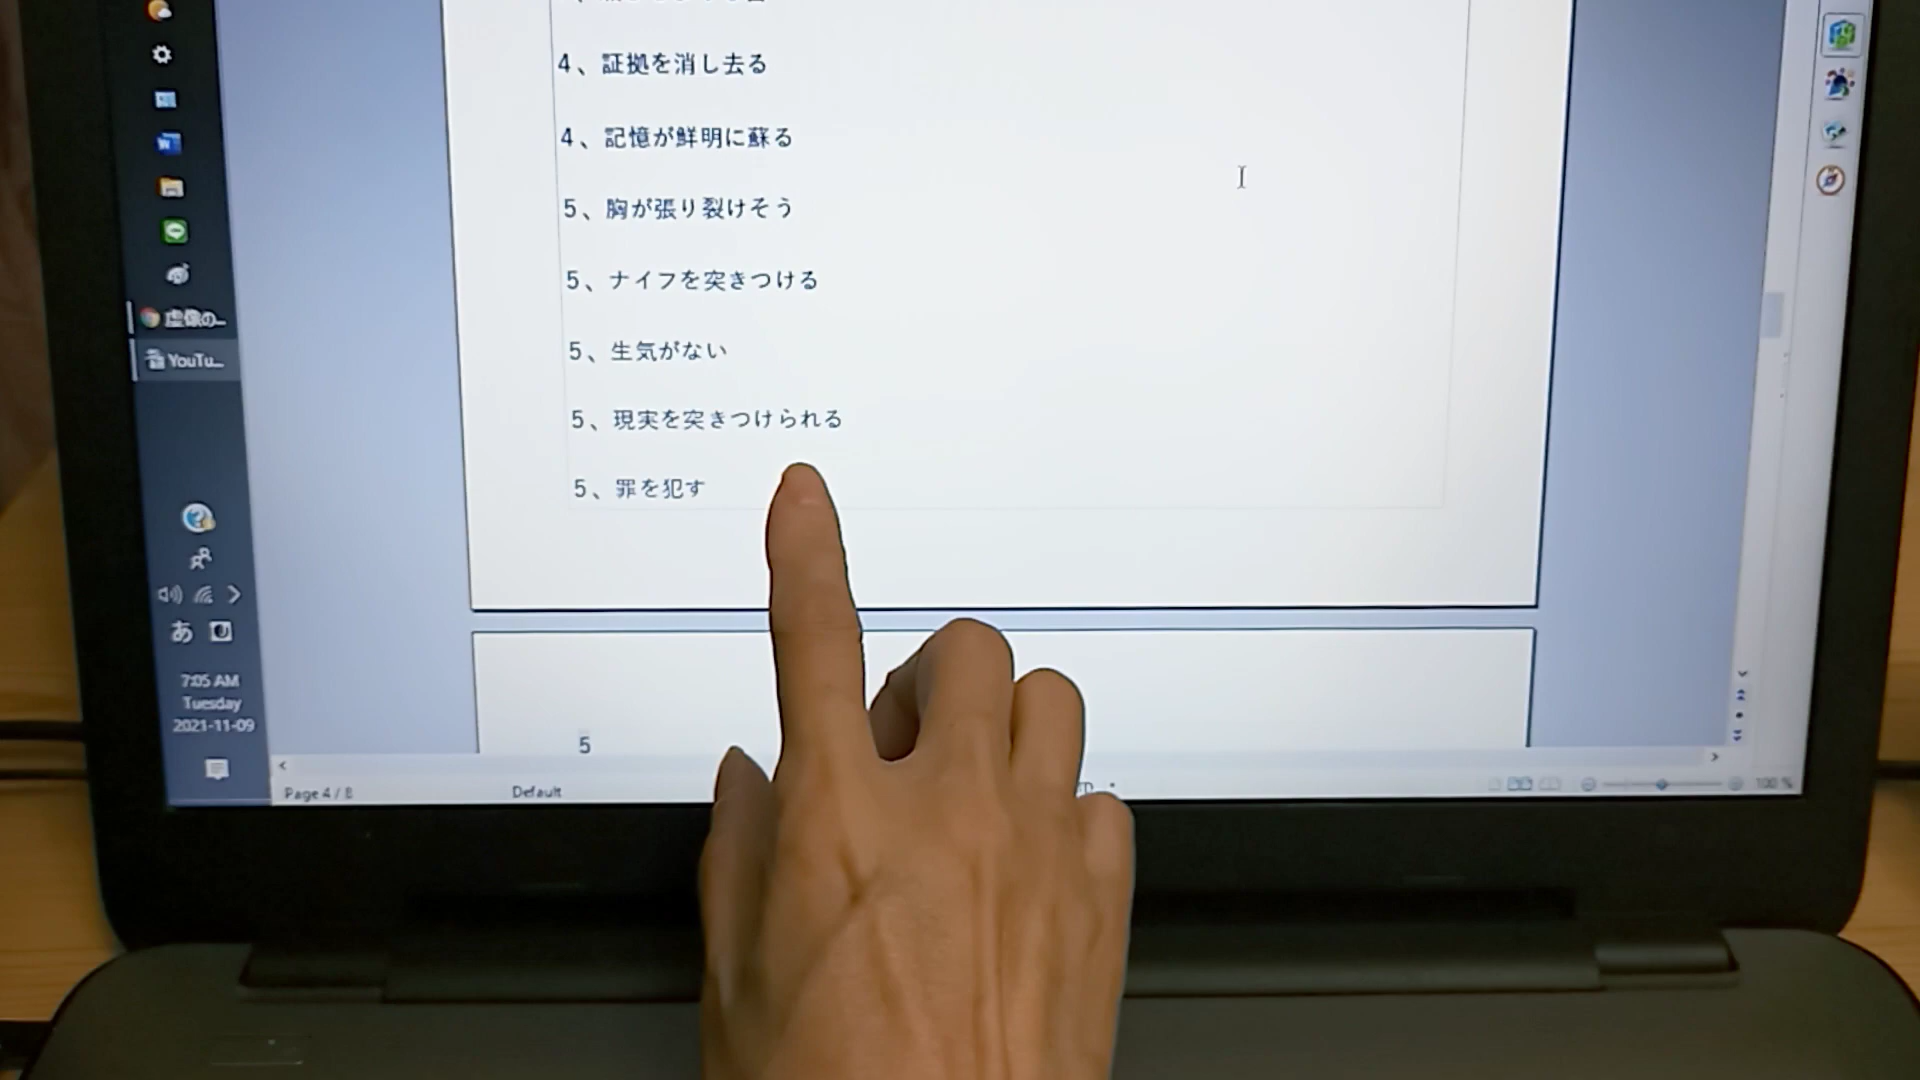 4、証拠を消し去る
4、記憶が鮮明に蘇る
5、胸が張り裂けそう
5、ナイフを突きつける
5、生気がない
5、現実を突きつけられる
5、罪を犯す
5
虚像の...
YouTu...
あ
7:05 AM
Tuesday
2021-11-09
Page 4 / 8
Default
100 %